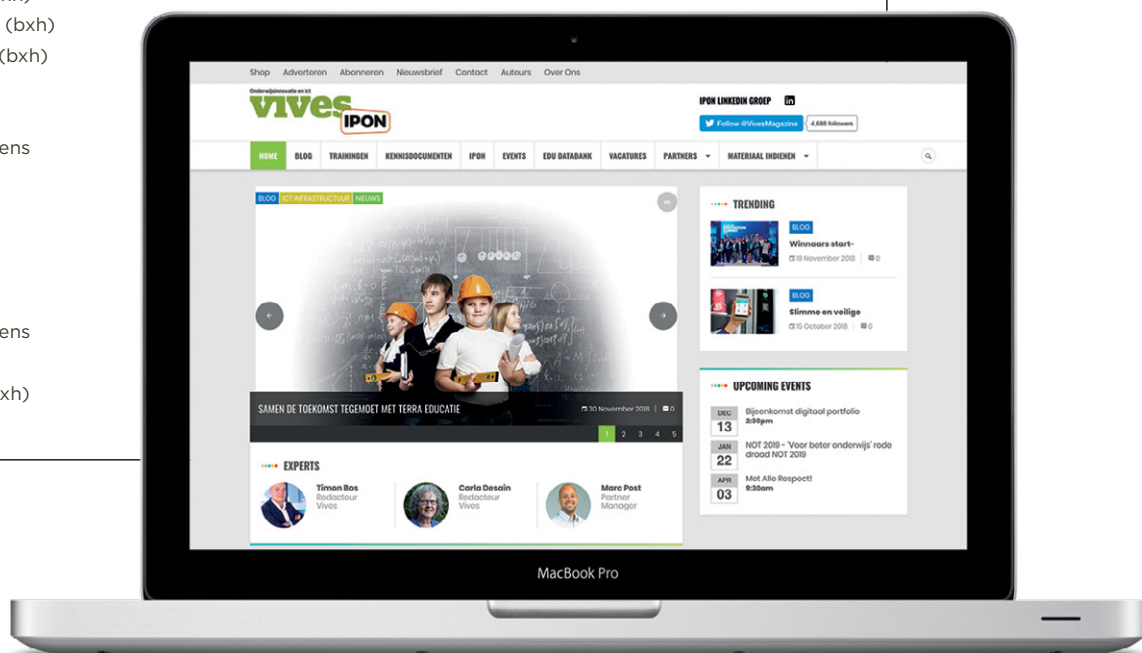 (bxh)
(bxh)
ens
ens
xh)
Shop Adverteren Abonneren Nieuwsbrief Contact Auteurs Over Ons
Onderwijsinnovatie en ict
vives
IPON
IPON LINKEDIN GROEP in
Follow @VivesMagazine 4,688 followers
HOME BLOG TRAININGEN KENNISDOCUMENTEN IPON EVENTS EDU DATABANK VACATURES PARTNERS MATERIAAL INDIENEN
BLOG ICT INFRASTRUCTUUR NIEUWS
SAMEN DE TOEKOMST TEGEMOET MET TERRA EDUCATIE 30 November 2018 0
1 2 3 4 5
EXPERTS
Timon Bos
Redacteur
Vives
Carla Desain
Redacteur
Vives
Marc Post
Partner
Manager
TRENDING
BLOG
Winnaars start-
19 November 2018 0
BLOG
Slimme en veilige
15 October 2018 0
UPCOMING EVENTS
DEC
13
Bijeenkomst digitaal portfolio
2:30pm
JAN
22
NOT 2019 - 'Voor beter onderwijs' rode
draad NOT 2019
APR
03
Met Alle Respect!
9:30am
MacBook Pro